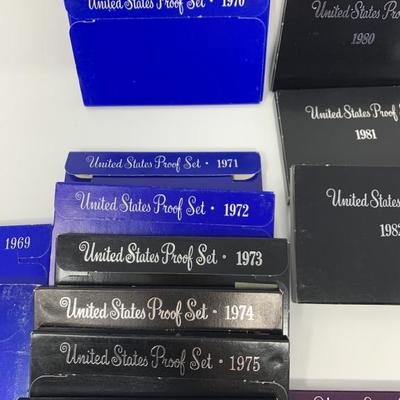 United States Proof Set · 1970
United States Proof Set · 1971
United States Proof Set · 1972
1969
United States Proof Set · 1973
United States Proof Set · 1974
United States Proof Set · 1975
United States Proof
1980
United States Proof
1981
United States
1982